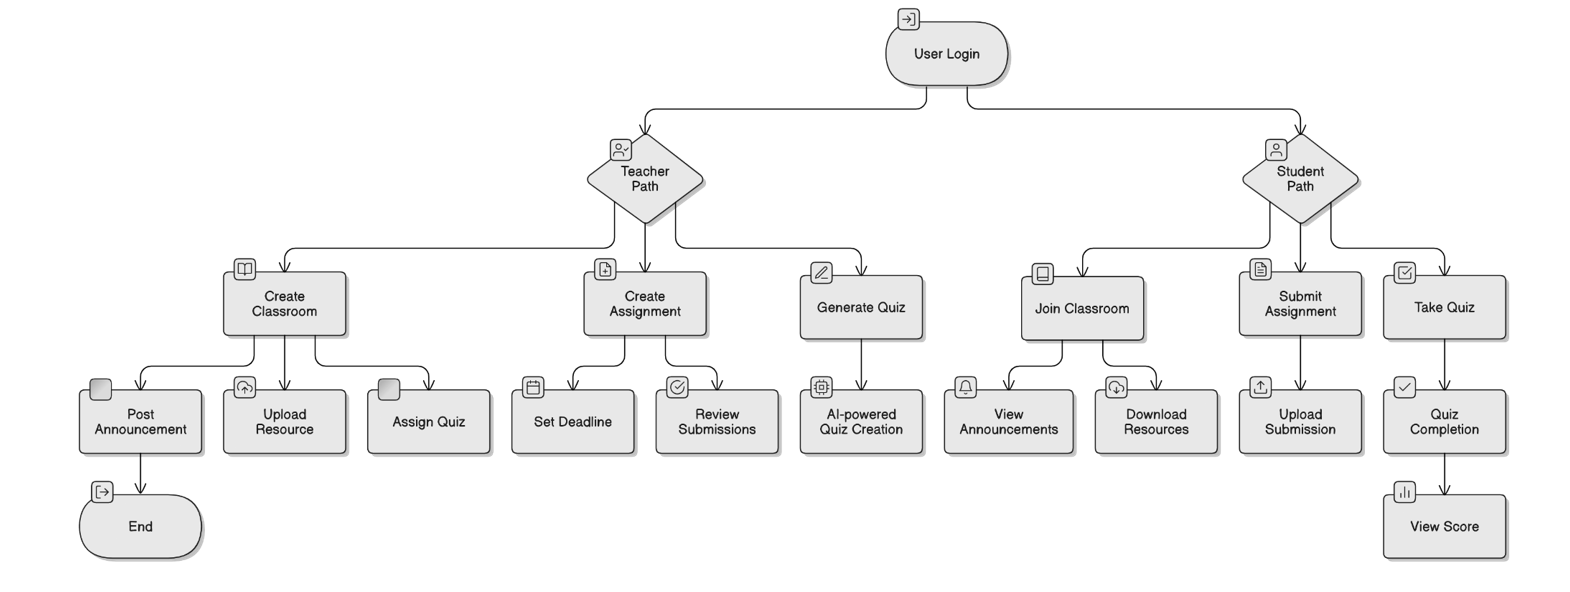 User Login
Teacher
Path
Student
Path
Create
Classroom
Create
Assignment
Generate Quiz
Join Classroom
Submit
Assignment
Take Quiz
Post
Announcement
Upload
Resource
Assign Quiz
Set Deadline
Review
Submissions
AI-powered
Quiz Creation
View
Announcements
Download
Resources
Upload
Submission
Quiz
Completion
End
View Score